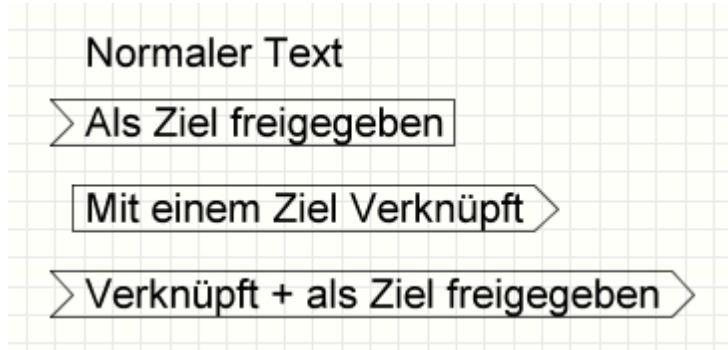 Normaler Text
Als Ziel freigegeben
Mit einem Ziel Verknüpft
Verknüpft + als Ziel freigegeben